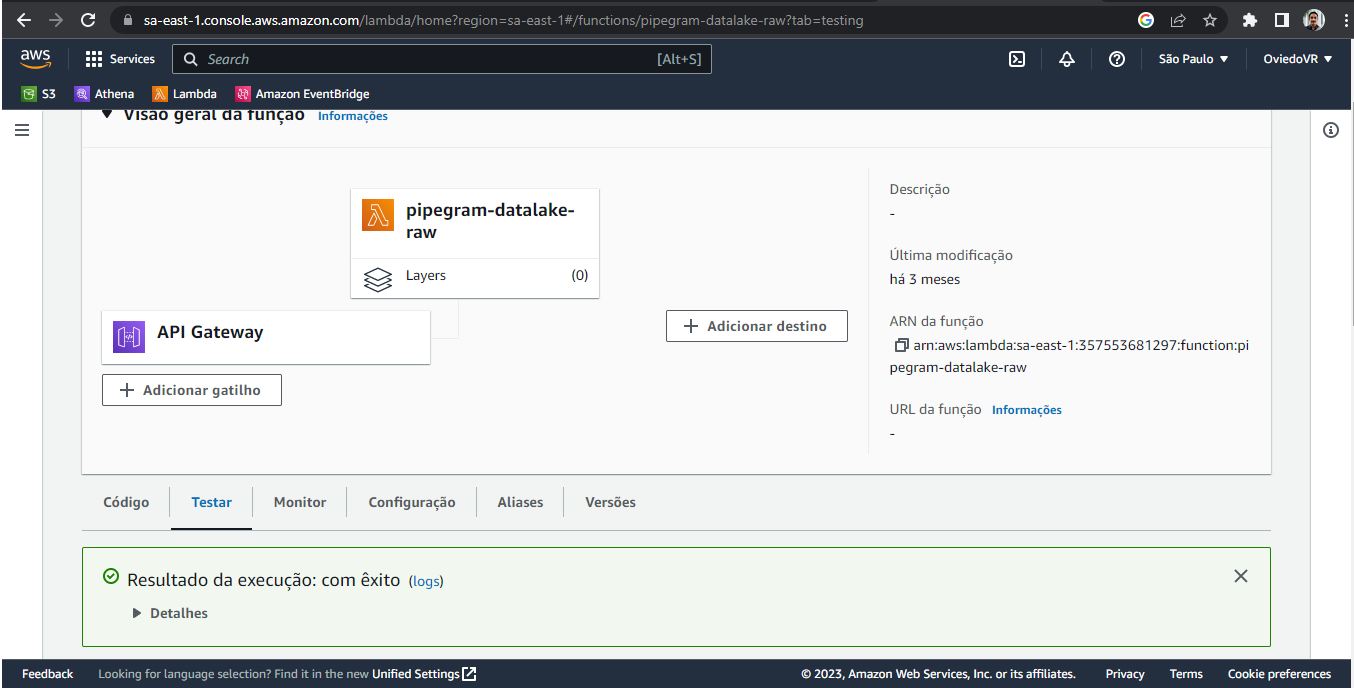 sa-east-1.console.aws.amazon.com/lambda/home?region=sa-east-1#/functions/pipegram-datalake-raw?tab=testing
aws Services Search [Alt+S] São Paulo ▼ OviedoVR ▼
S3 Athena Lambda Amazon EventBridge
Visão geral da função Informações
pipegram-datalake-
raw
Layers (0)
API Gateway
+ Adicionar gatilho
+ Adicionar destino
Descrição
-
Última modificação
há 3 meses
ARN da função
arn:aws:lambda:sa-east-1:357553681297:function:pi
pegram-datalake-raw
URL da função Informações
-
Código Testar Monitor Configuração Aliases Versões
Resultado da execução: com êxito (logs)
Detalhes
Feedback Looking for language selection? Find it in the new Unified Settings © 2023, Amazon Web Services, Inc. or its affiliates. Privacy Terms Cookie preferences